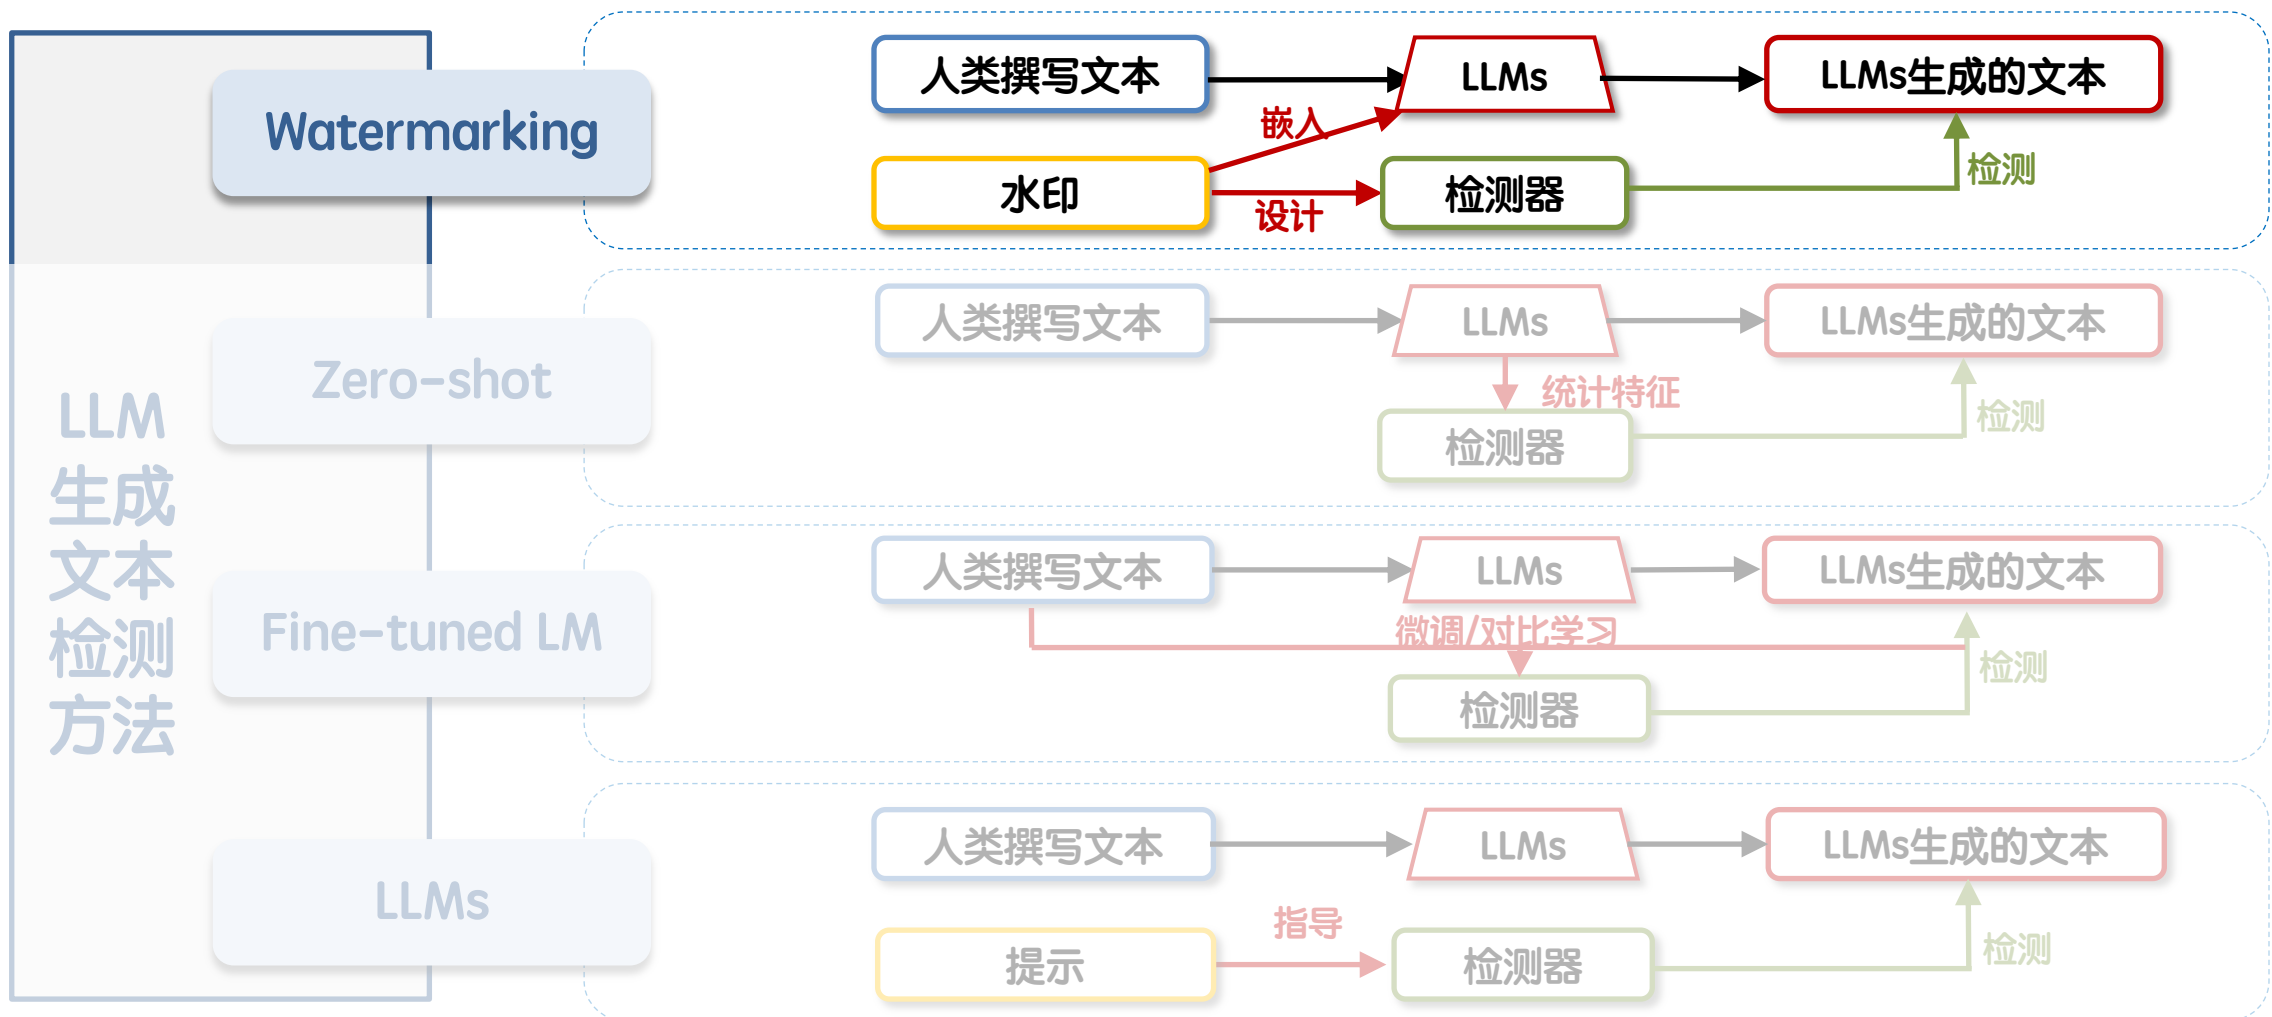 LLM
生成
文本
检测
方法
Watermarking
人类撰写文本
LLMs
LLMs生成的文本
嵌入
水印
设计
检测器
检测
Zero-shot
人类撰写文本
LLMs
LLMs生成的文本
统计特征
检测器
检测
Fine-tuned LM
人类撰写文本
LLMs
LLMs生成的文本
微调/对比学习
检测器
检测
LLMs
人类撰写文本
LLMs
LLMs生成的文本
提示
指导
检测器
检测